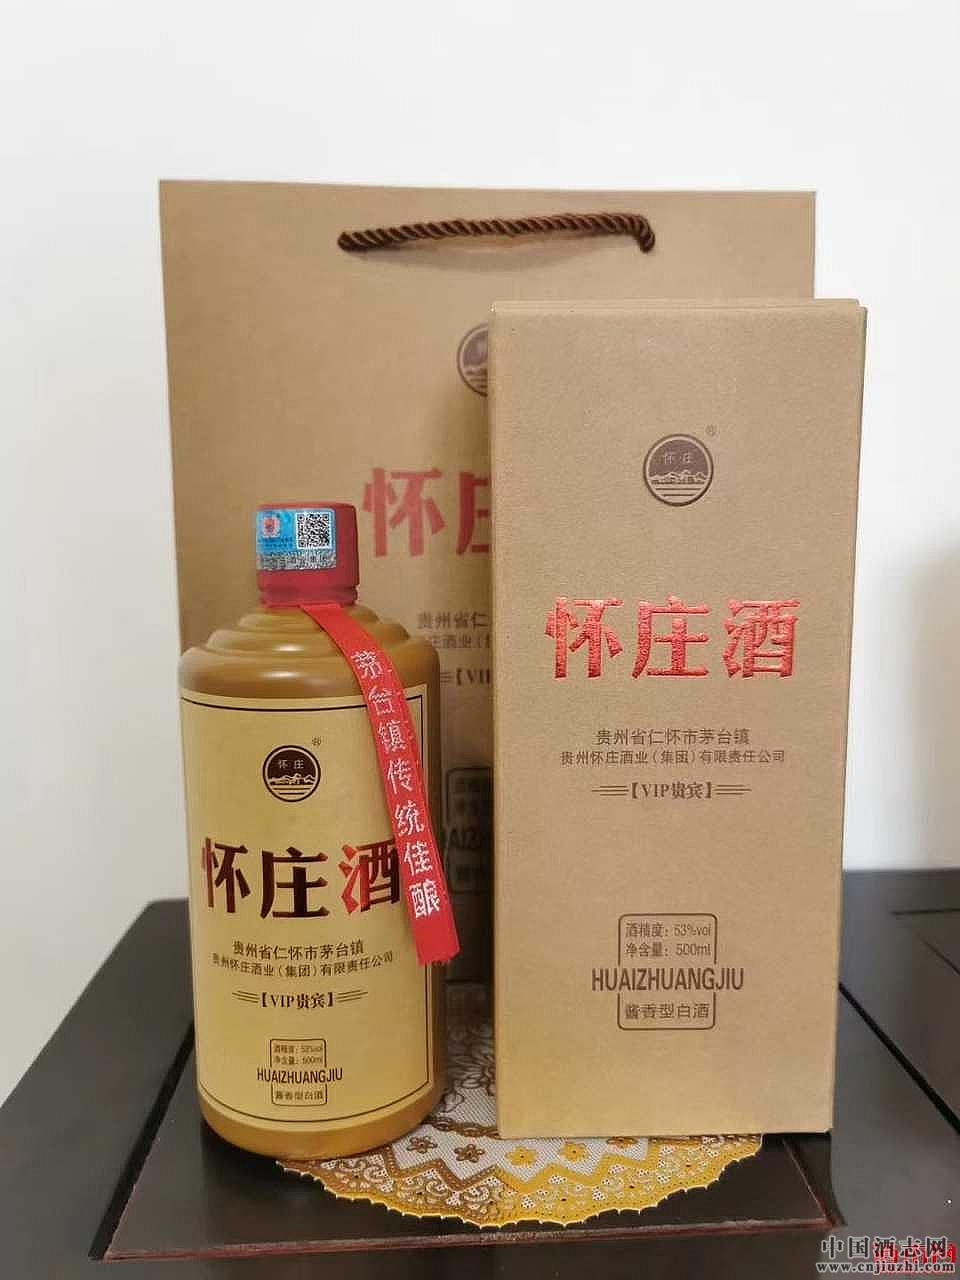 怀庄
贵州省仁
庄酒业（集
【VIP
怀庄
®
怀庄酒
贵州省仁怀市茅台镇
贵州怀庄酒业（集团）有限责任公司
【VIP贵宾】
酒精度：53%vol
净含量：500ml
HUAIZHUANGJIU
酱香型白酒
茅台镇传统佳酿
怀庄
®
怀庄酒
贵州省仁怀市茅台镇
贵州怀庄酒业（集团）有限责任公司
【VIP贵宾】
酒精度：53%vol
净含量：500ml
HUAIZHUANGJIU
酱香型白酒
中国酒志网
www.cnjiuzhi.com